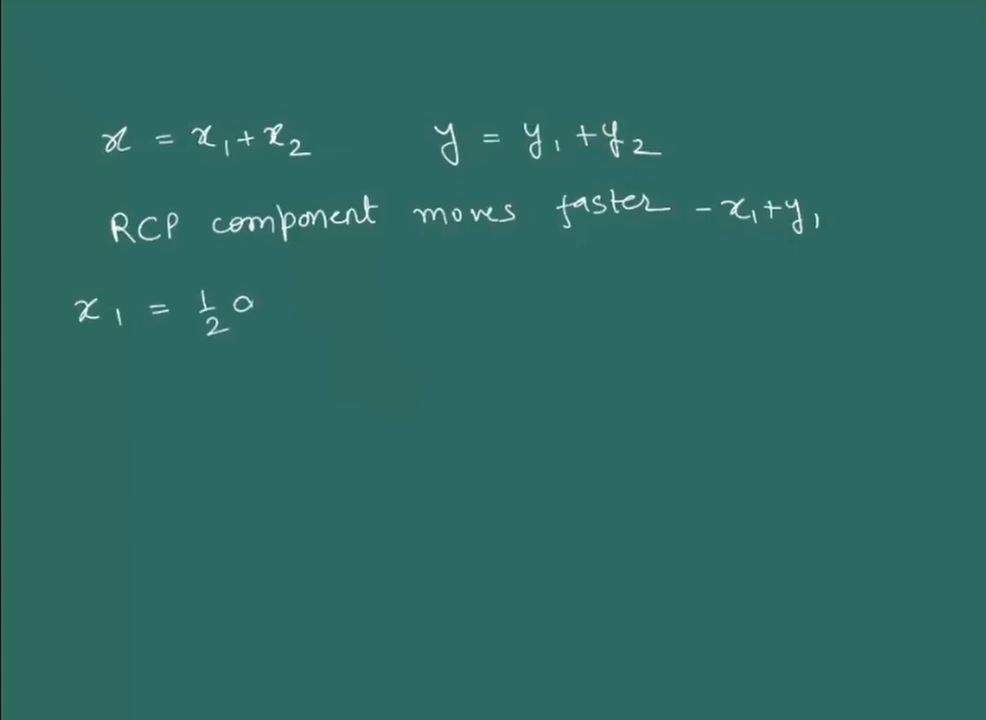 x = x₁ + x₂ y = y₁ + y₂
RCP component moves faster - x₁ + y₁
x₁ = ½ a